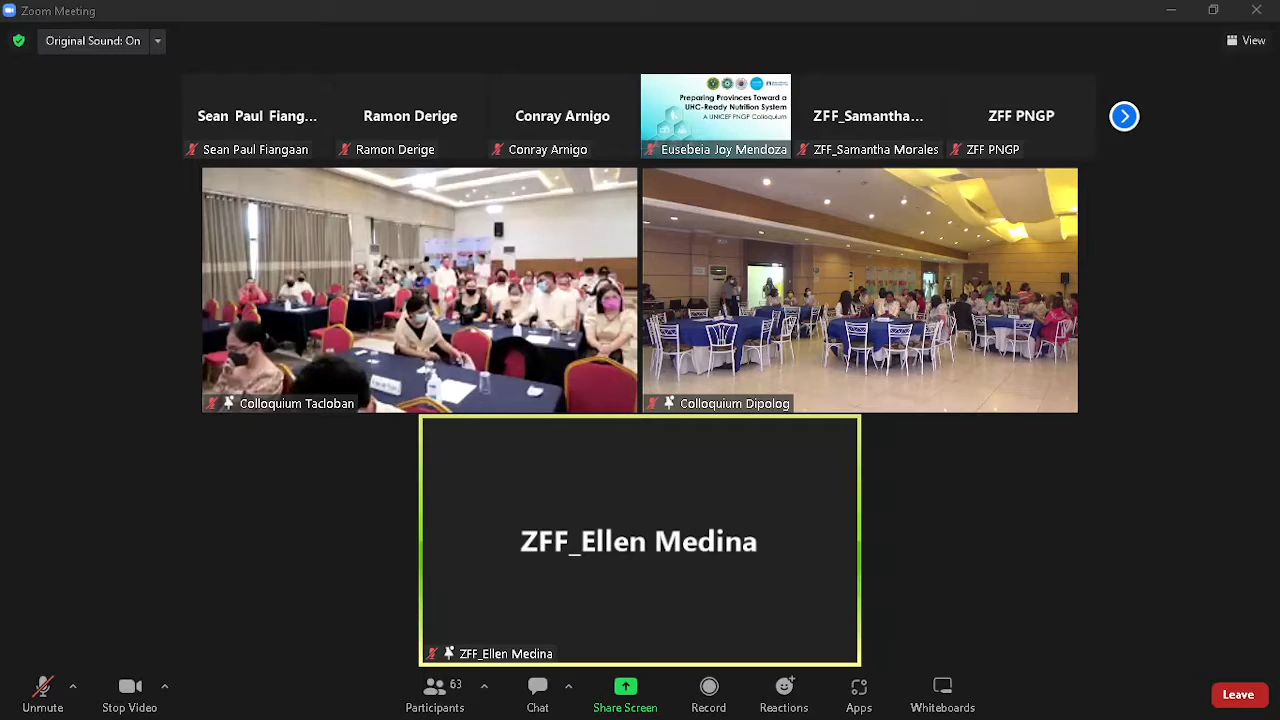 Zoom Meeting
Original Sound: On
View
Sean Paul Fiang...
Ramon Derige
Conray Arnigo
Preparing Provinces Toward a
UHC-Ready Nutrition System
A UNICEF PNGP Colloquium
ZFF_Samantha...
ZFF PNGP
Sean Paul Fiangaan
Ramon Derige
Conray Arnigo
Eusebeia Joy Mendoza
ZFF_Samantha Morales
ZFF PNGP
Colloquium Tacloban
Colloquium Dipolog
ZFF_Ellen Medina
ZFF_Ellen Medina
63
Unmute
Stop Video
Participants
Chat
Share Screen
Record
Reactions
Apps
Whiteboards
Leave